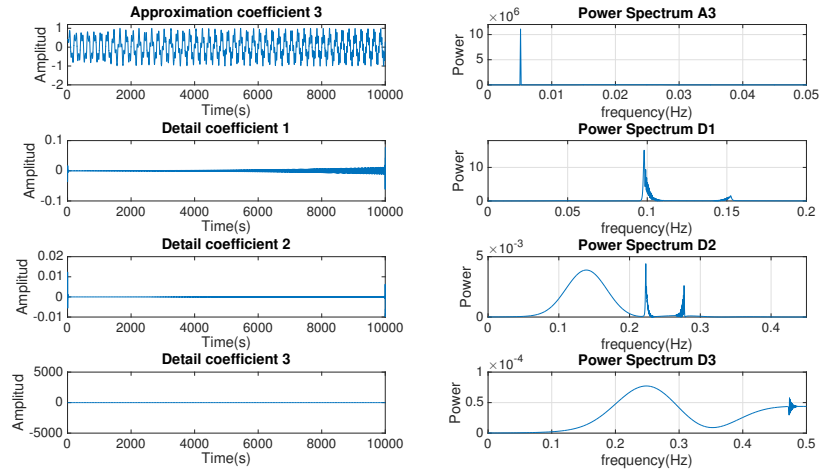 Approximation coefficient 3
Amplitud
1
0
-1
-2
0 2000 4000 6000 8000 10000
Time(s)
Power Spectrum A3
×10^6
Power
10
5
0
0 0.01 0.02 0.03 0.04 0.05
frequency(Hz)
Detail coefficient 1
Amplitud
0.1
0
-0.1
0 2000 4000 6000 8000 10000
Time(s)
Power Spectrum D1
Power
10
0
0 0.05 0.1 0.15 0.2
frequency(Hz)
Detail coefficient 2
Amplitud
0.02
0.01
0
-0.01
0 2000 4000 6000 8000 10000
Time(s)
Power Spectrum D2
×10^-3
Power
5
0
0 0.1 0.2 0.3 0.4
frequency(Hz)
Detail coefficient 3
Amplitud
5000
0
-5000
0 2000 4000 6000 8000 10000
Time(s)
Power Spectrum D3
×10^-4
Power
1
0.5
0
0 0.1 0.2 0.3 0.4 0.5
frequency(Hz)